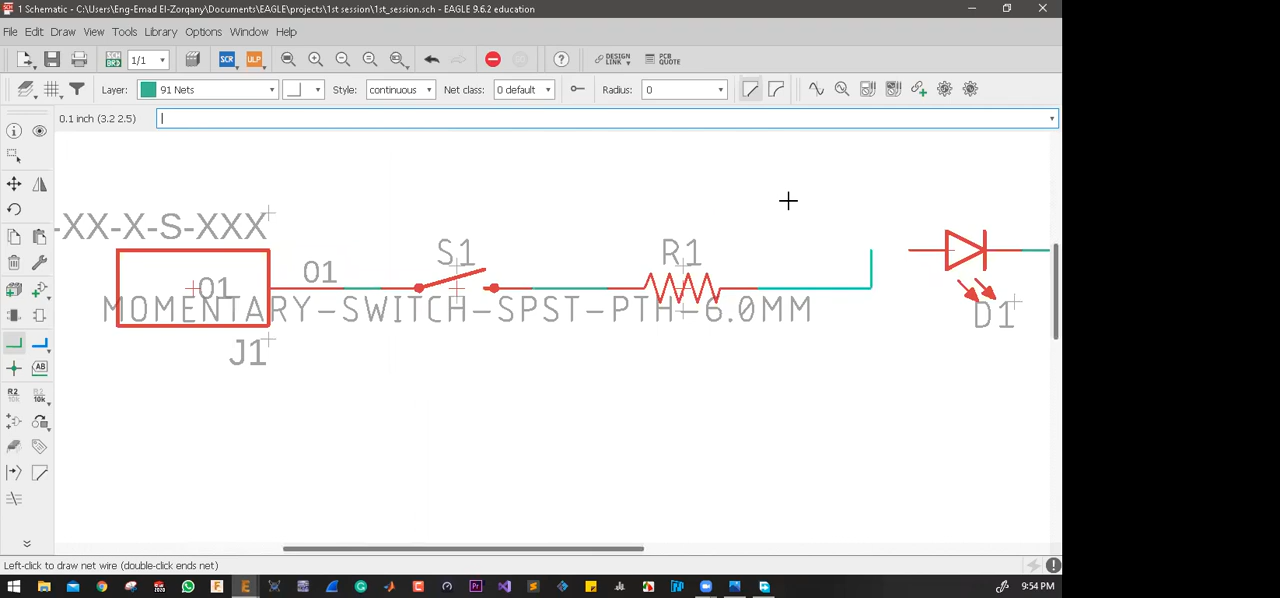 1 Schematic - C:\Users\Eng-Emad El-Zorqany\Documents\EAGLE\projects\1st session\1st_session.sch - EAGLE 9.6.2 education
File Edit Draw View Tools Library Options Window Help
1/1 SCR ULP DESIGN LINK PCB QUOTE
Layer: 91 Nets Style: continuous Net class: 0 default Radius: 0
0.1 inch (3.2 2.5)
-XX-X-S-XXX
S1 R1
01 01
MOMENTARY-SWITCH-SPST-PTH-6.0MM
D1
J1
Left-click to draw net wire (double-click ends net)
9:54 PM